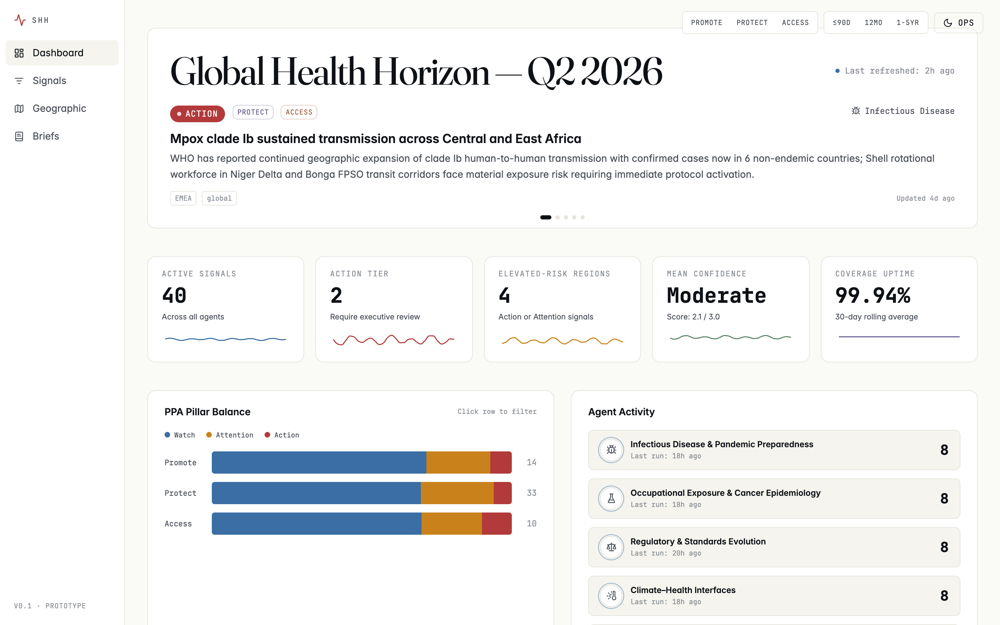 SHH
Dashboard
Signals
Geographic
Briefs
V0.1 · PROTOTYPE
PROMOTE PROTECT ACCESS
≤90D 12MO 1-5YR
OPS
Global Health Horizon — Q2 2026
Last refreshed: 2h ago
ACTION PROTECT ACCESS
Infectious Disease
Mpox clade Ib sustained transmission across Central and East Africa
WHO has reported continued geographic expansion of clade Ib human-to-human transmission with confirmed cases now in 6 non-endemic countries; Shell rotational
workforce in Niger Delta and Bonga FPSO transit corridors face material exposure risk requiring immediate protocol activation.
EMEA global
Updated 4d ago
ACTIVE SIGNALS
40
Across all agents
ACTION TIER
2
Require executive review
ELEVATED-RISK REGIONS
4
Action or Attention signals
MEAN CONFIDENCE
Moderate
Score: 2.1 / 3.0
COVERAGE UPTIME
99.94%
30-day rolling average
PPA Pillar Balance
Click row to filter
Watch Attention Action
Promote 14
Protect 33
Access 10
Agent Activity
Infectious Disease & Pandemic Preparedness
Last run: 18h ago
8
Occupational Exposure & Cancer Epidemiology
Last run: 18h ago
8
Regulatory & Standards Evolution
Last run: 20h ago
8
Climate–Health Interfaces
Last run: 18h ago
8